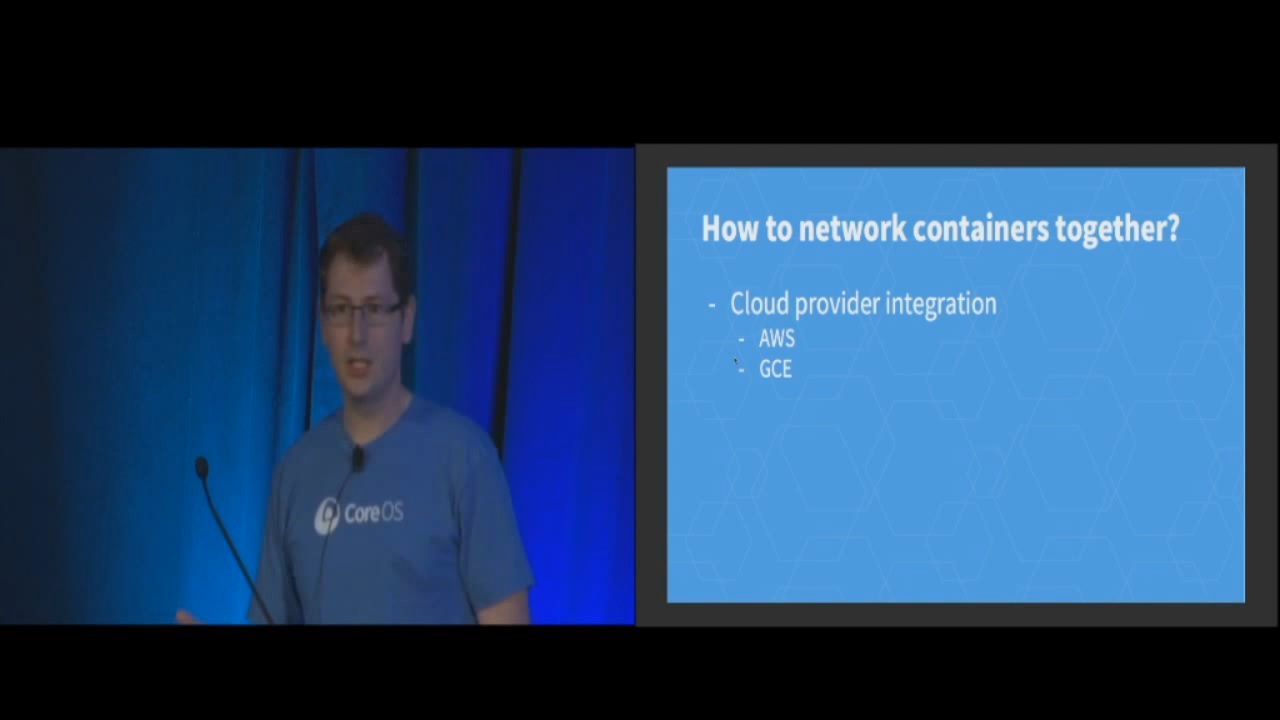 CoreOS
How to network containers together?
- Cloud provider integration
- AWS
- GCE